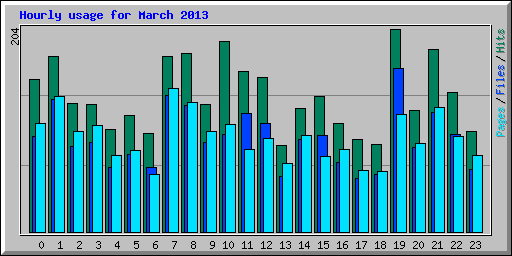 Hourly usage for March 2013
204
Pages / Files / Hits
0 1 2 3 4 5 6 7 8 9 10 11 12 13 14 15 16 17 18 19 20 21 22 23